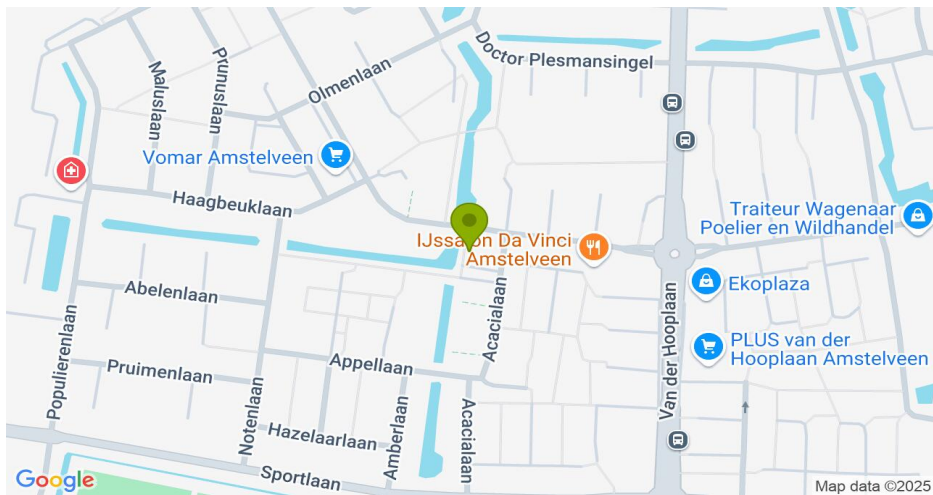 Doctor Plesmansingel
Prunuslaan
Maluslaan
Olmenlaan
Vomar Amstelveen
Haagbeuklaan
Traiteur Wagenaar
Poelier en Wildhandel
IJssalon Da Vinci
Amstelveen
Ekoplaza
Abelenlaan
Acacialaan
Van der Hooplaan
PLUS van der
Hooplaan Amstelveen
Populierenlaan
Pruimenlaan
Appellaan
Notenlaan
Hazelaarlaan
Amberlaan
Acacialaan
Sportlaan
Google
Map data ©2025